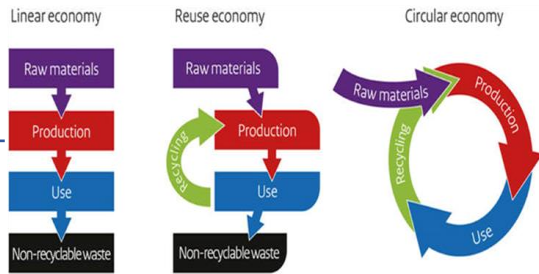 Linear economy
Raw materials
Production
Use
Non-recyclable waste
Reuse economy
Raw materials
Production
Recycling
Use
Non-recyclable waste
Circular economy
Raw materials
Production
Recycling
Use